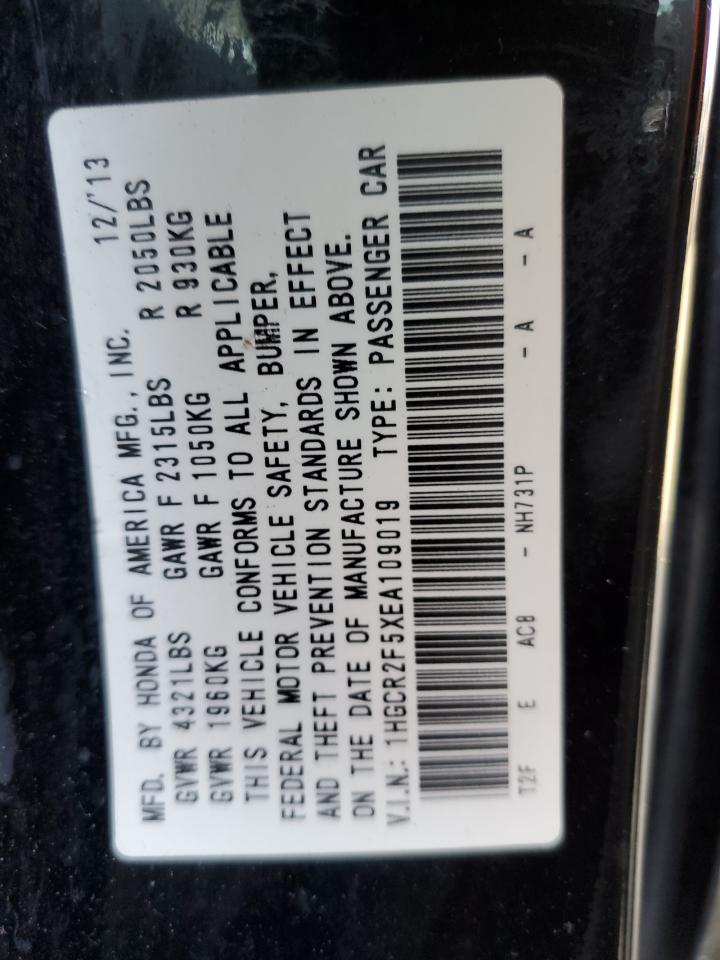 MFD. BY HONDA OF AMERICA MFG., INC. 12/'13
GVWR 4321LBS GAWR F 2315LBS R 2050LBS
GVWR 1960KG GAWR F 1050KG R 930KG
THIS VEHICLE CONFORMS TO ALL APPLICABLE
FEDERAL MOTOR VEHICLE SAFETY, BUMPER,
AND THEFT PREVENTION STANDARDS IN EFFECT
ON THE DATE OF MANUFACTURE SHOWN ABOVE.
V.I.N.: 1HGCR2F5XEA109019 TYPE: PASSENGER CAR
T2F E AC8 - NH731P - A - A